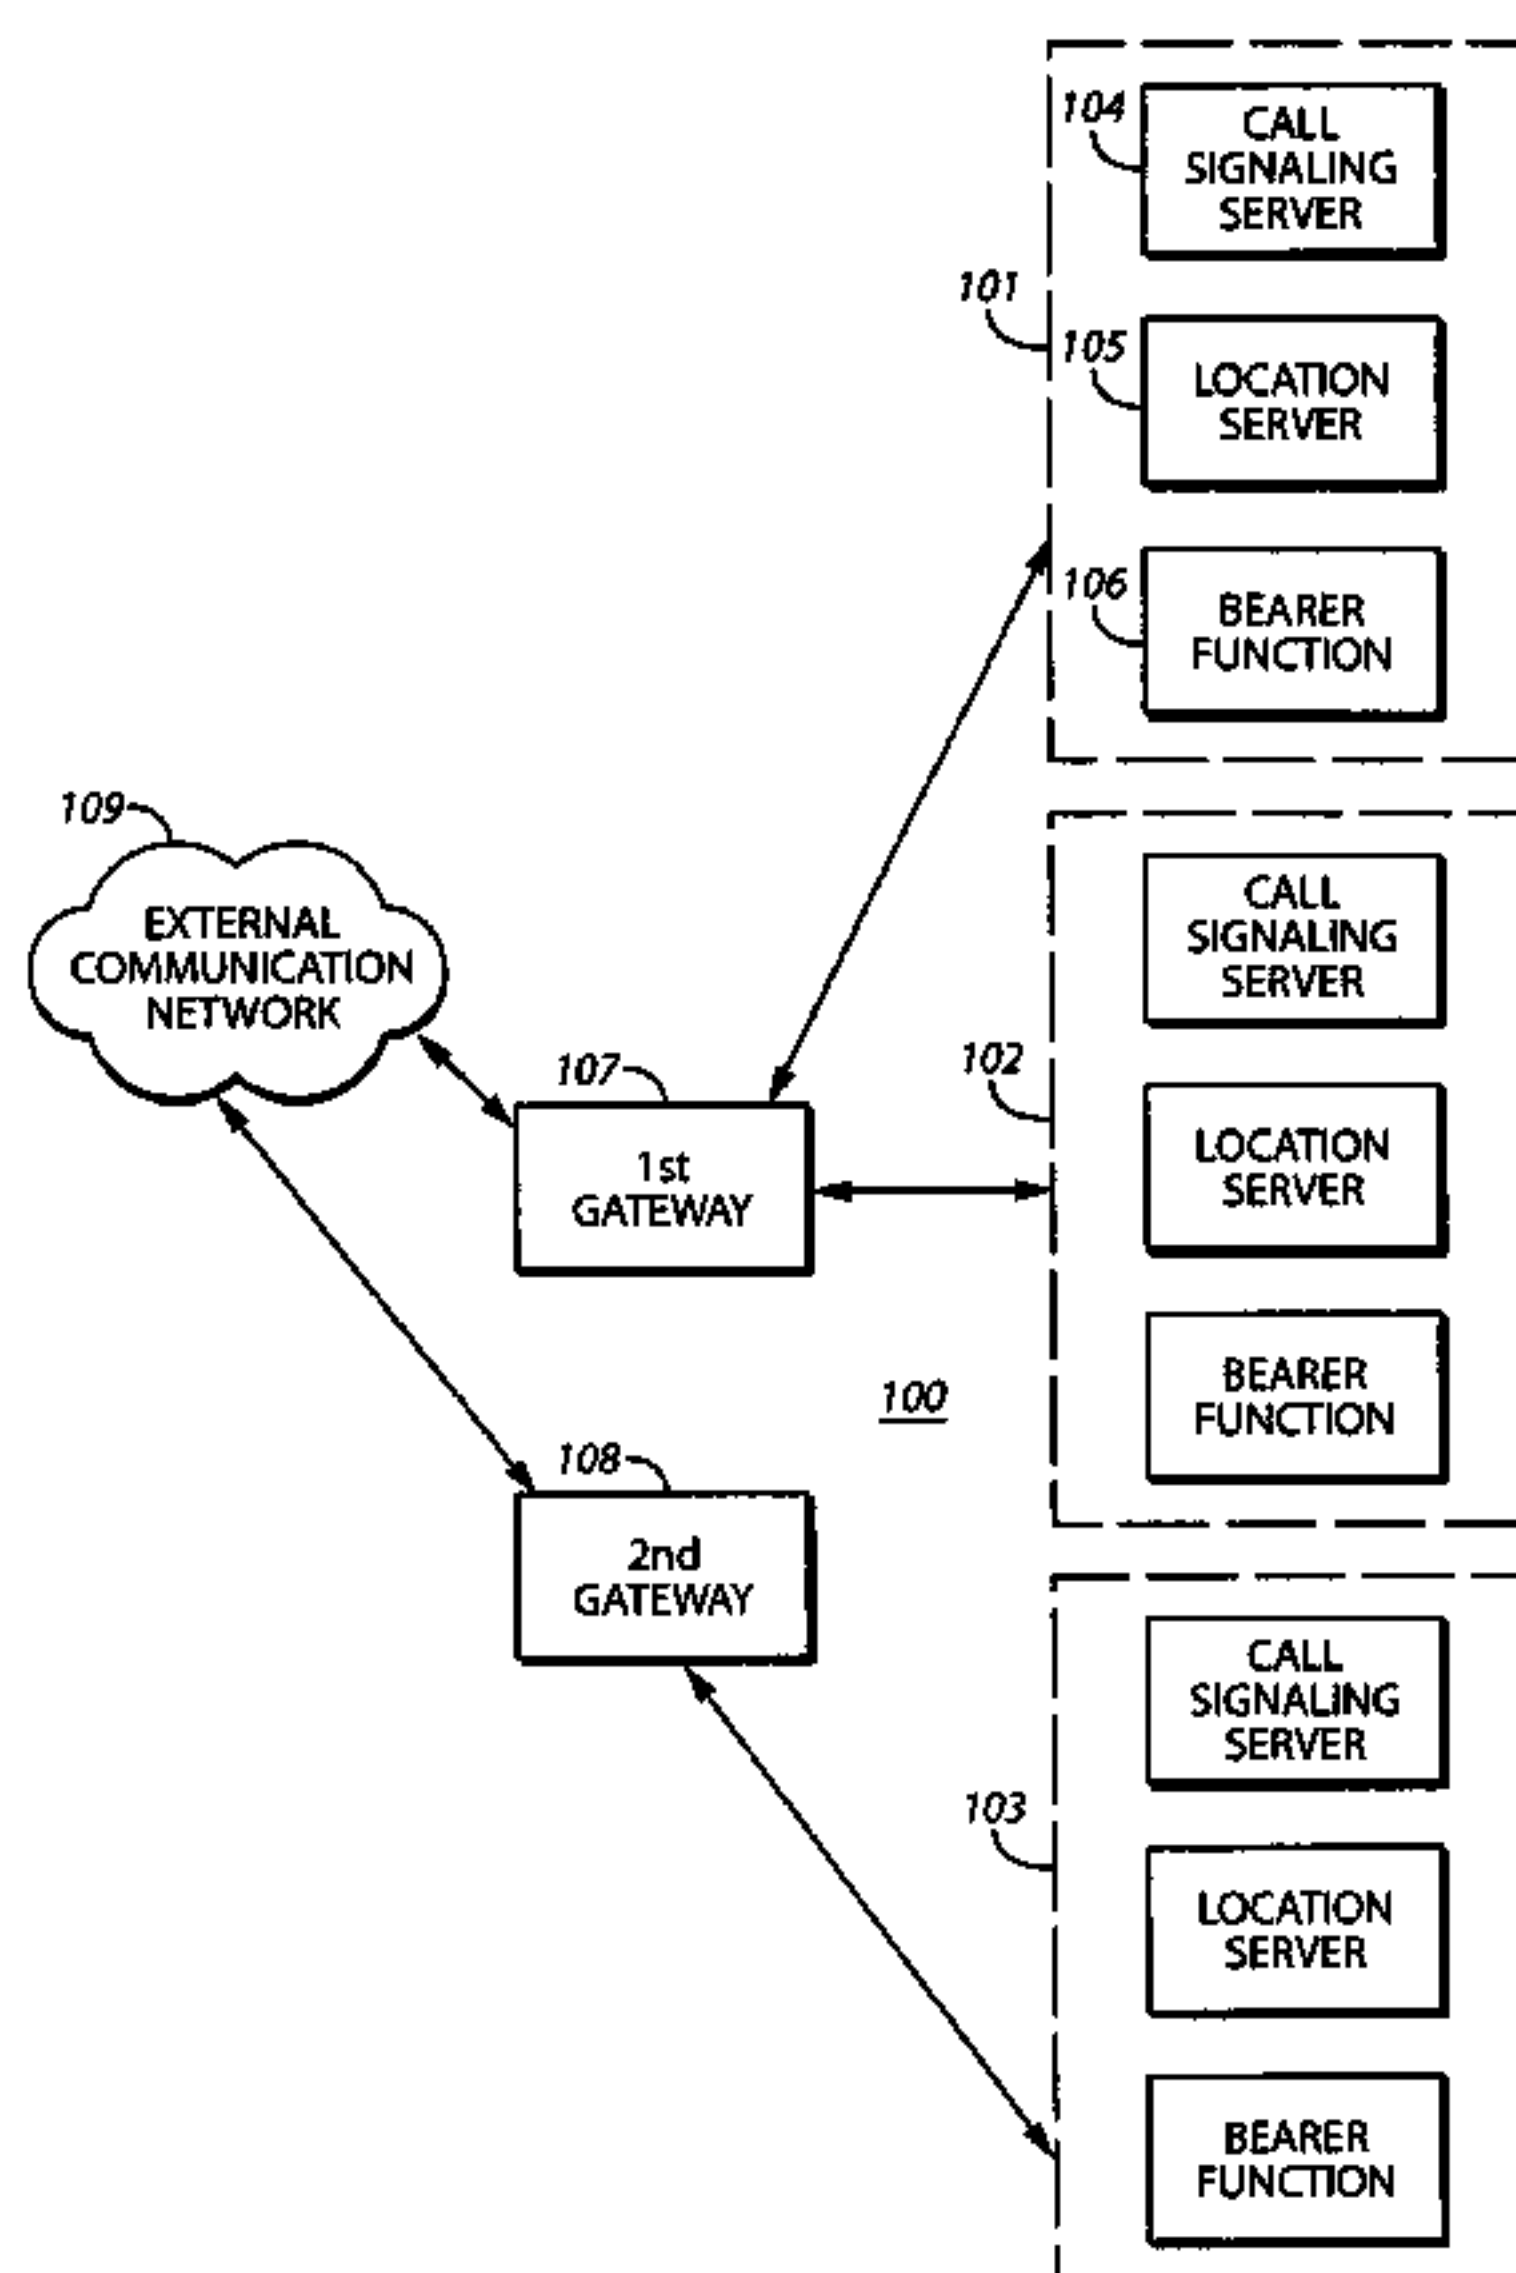 104
CALL
SIGNALING
SERVER
101
105
LOCATION
SERVER
106
BEARER
FUNCTION
109
EXTERNAL
COMMUNICATION
NETWORK
107
1st
GATEWAY
102
CALL
SIGNALING
SERVER
LOCATION
SERVER
BEARER
FUNCTION
100
108
2nd
GATEWAY
103
CALL
SIGNALING
SERVER
LOCATION
SERVER
BEARER
FUNCTION